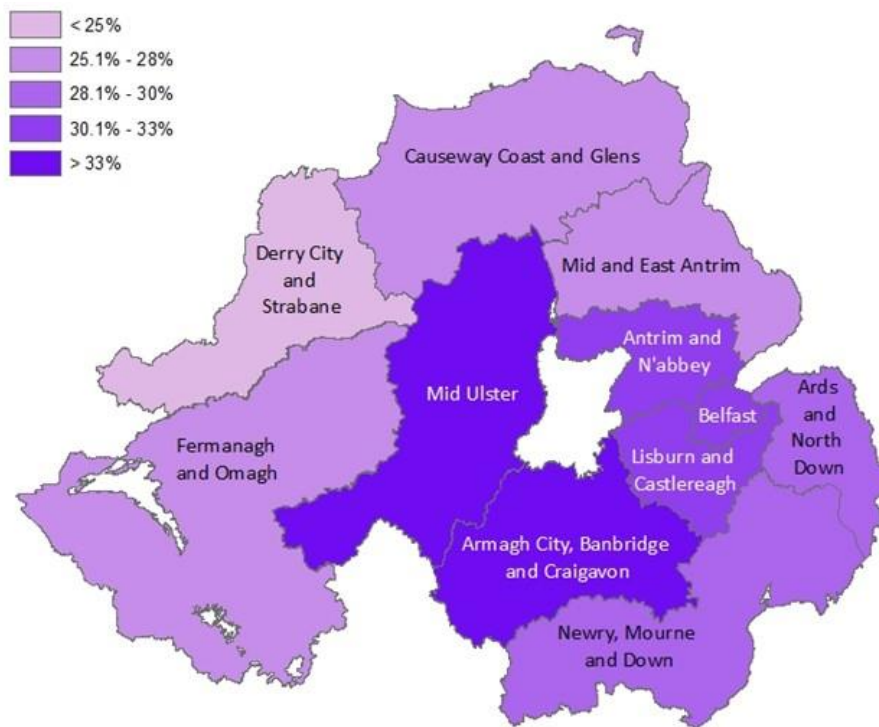 < 25%
25.1% - 28%
28.1% - 30%
30.1% - 33%
> 33%
Causeway Coast and Glens
Derry City
and
Strabane
Mid and East Antrim
Antrim and
N'abbey
Mid Ulster
Belfast
Ards
and
North
Down
Fermanagh
and Omagh
Lisburn and
Castlereagh
Armagh City, Banbridge
and Craigavon
Newry, Mourne
and Down